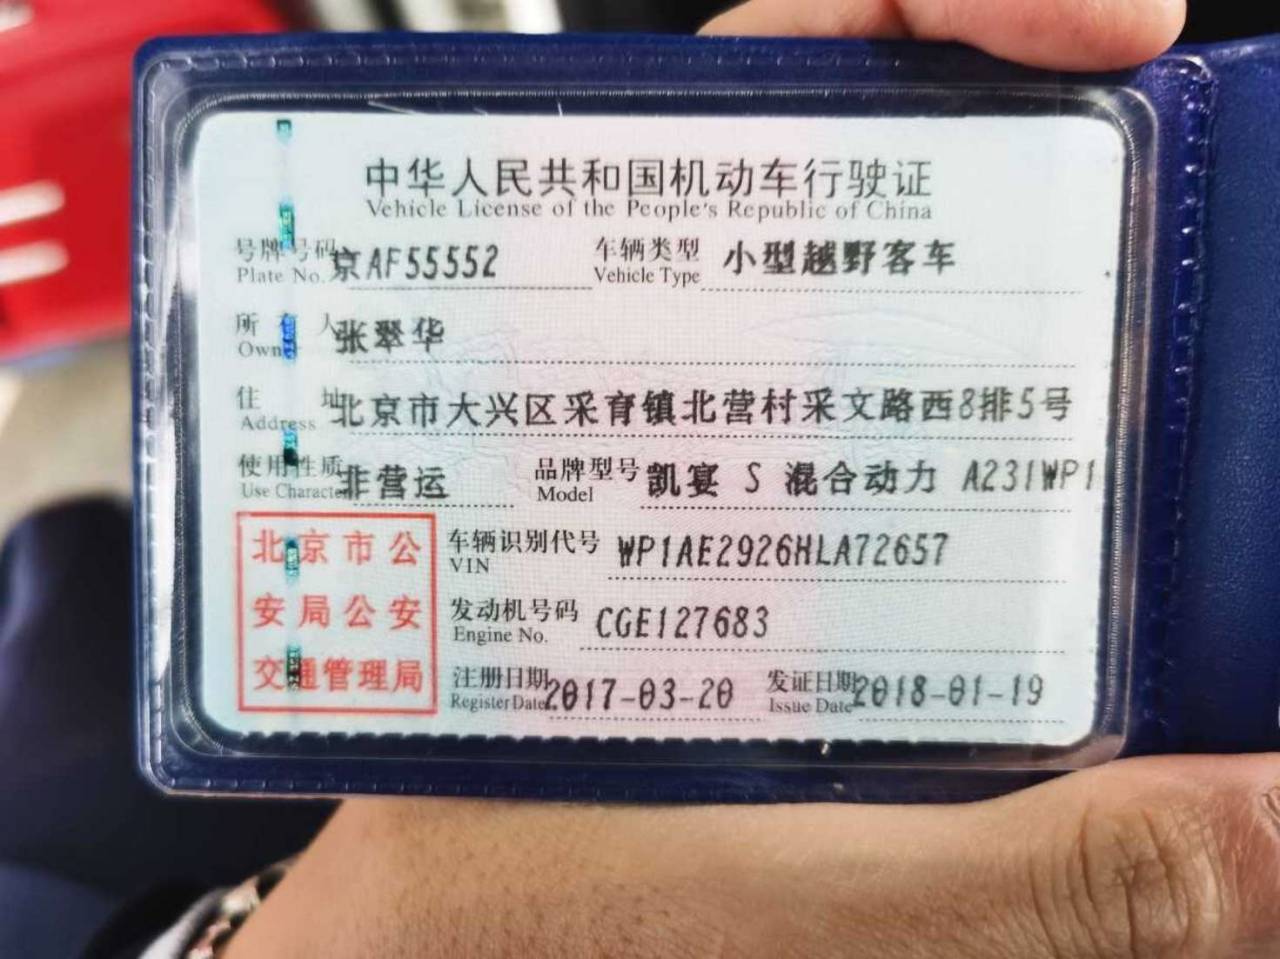 中华人民共和国机动车行驶证
Vehicle License of the People's Republic of China
号牌号码 京AF55552 车辆类型 小型越野客车
Plate No. Vehicle Type
所有人 张翠华
Owner
住址 北京市大兴区采育镇北营村采文路西8排5号
Address
使用性质 非营运 品牌型号 凯宴 S 混合动力 A231WP1
Use Character Model
北京市公
安局公安
交通管理局
车辆识别代号 WP1AE2926HLA72657
VIN
发动机号码 CGE127683
Engine No.
注册日期 2017-03-20 发证日期 2018-01-19
Register Date Issue Date